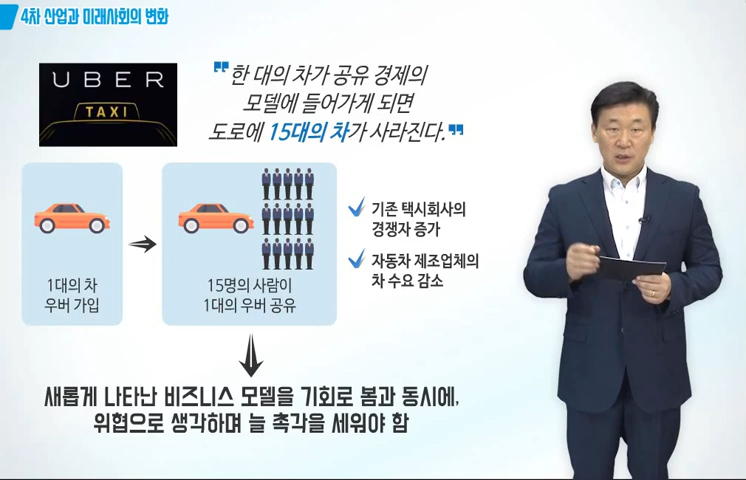 4차 산업과 미래사회의 변화
UBER
TAXI
"한 대의 차가 공유 경제의
모델에 들어가게 되면
도로에 15대의 차가 사라진다."
1대의 차
우버 가입
15명의 사람이
1대의 우버 공유
기존 택시회사의
경쟁자 증가
자동차 제조업체의
차 수요 감소
새롭게 나타난 비즈니스 모델을 기회로 봄과 동시에,
위협으로 생각하며 늘 촉각을 세워야 함